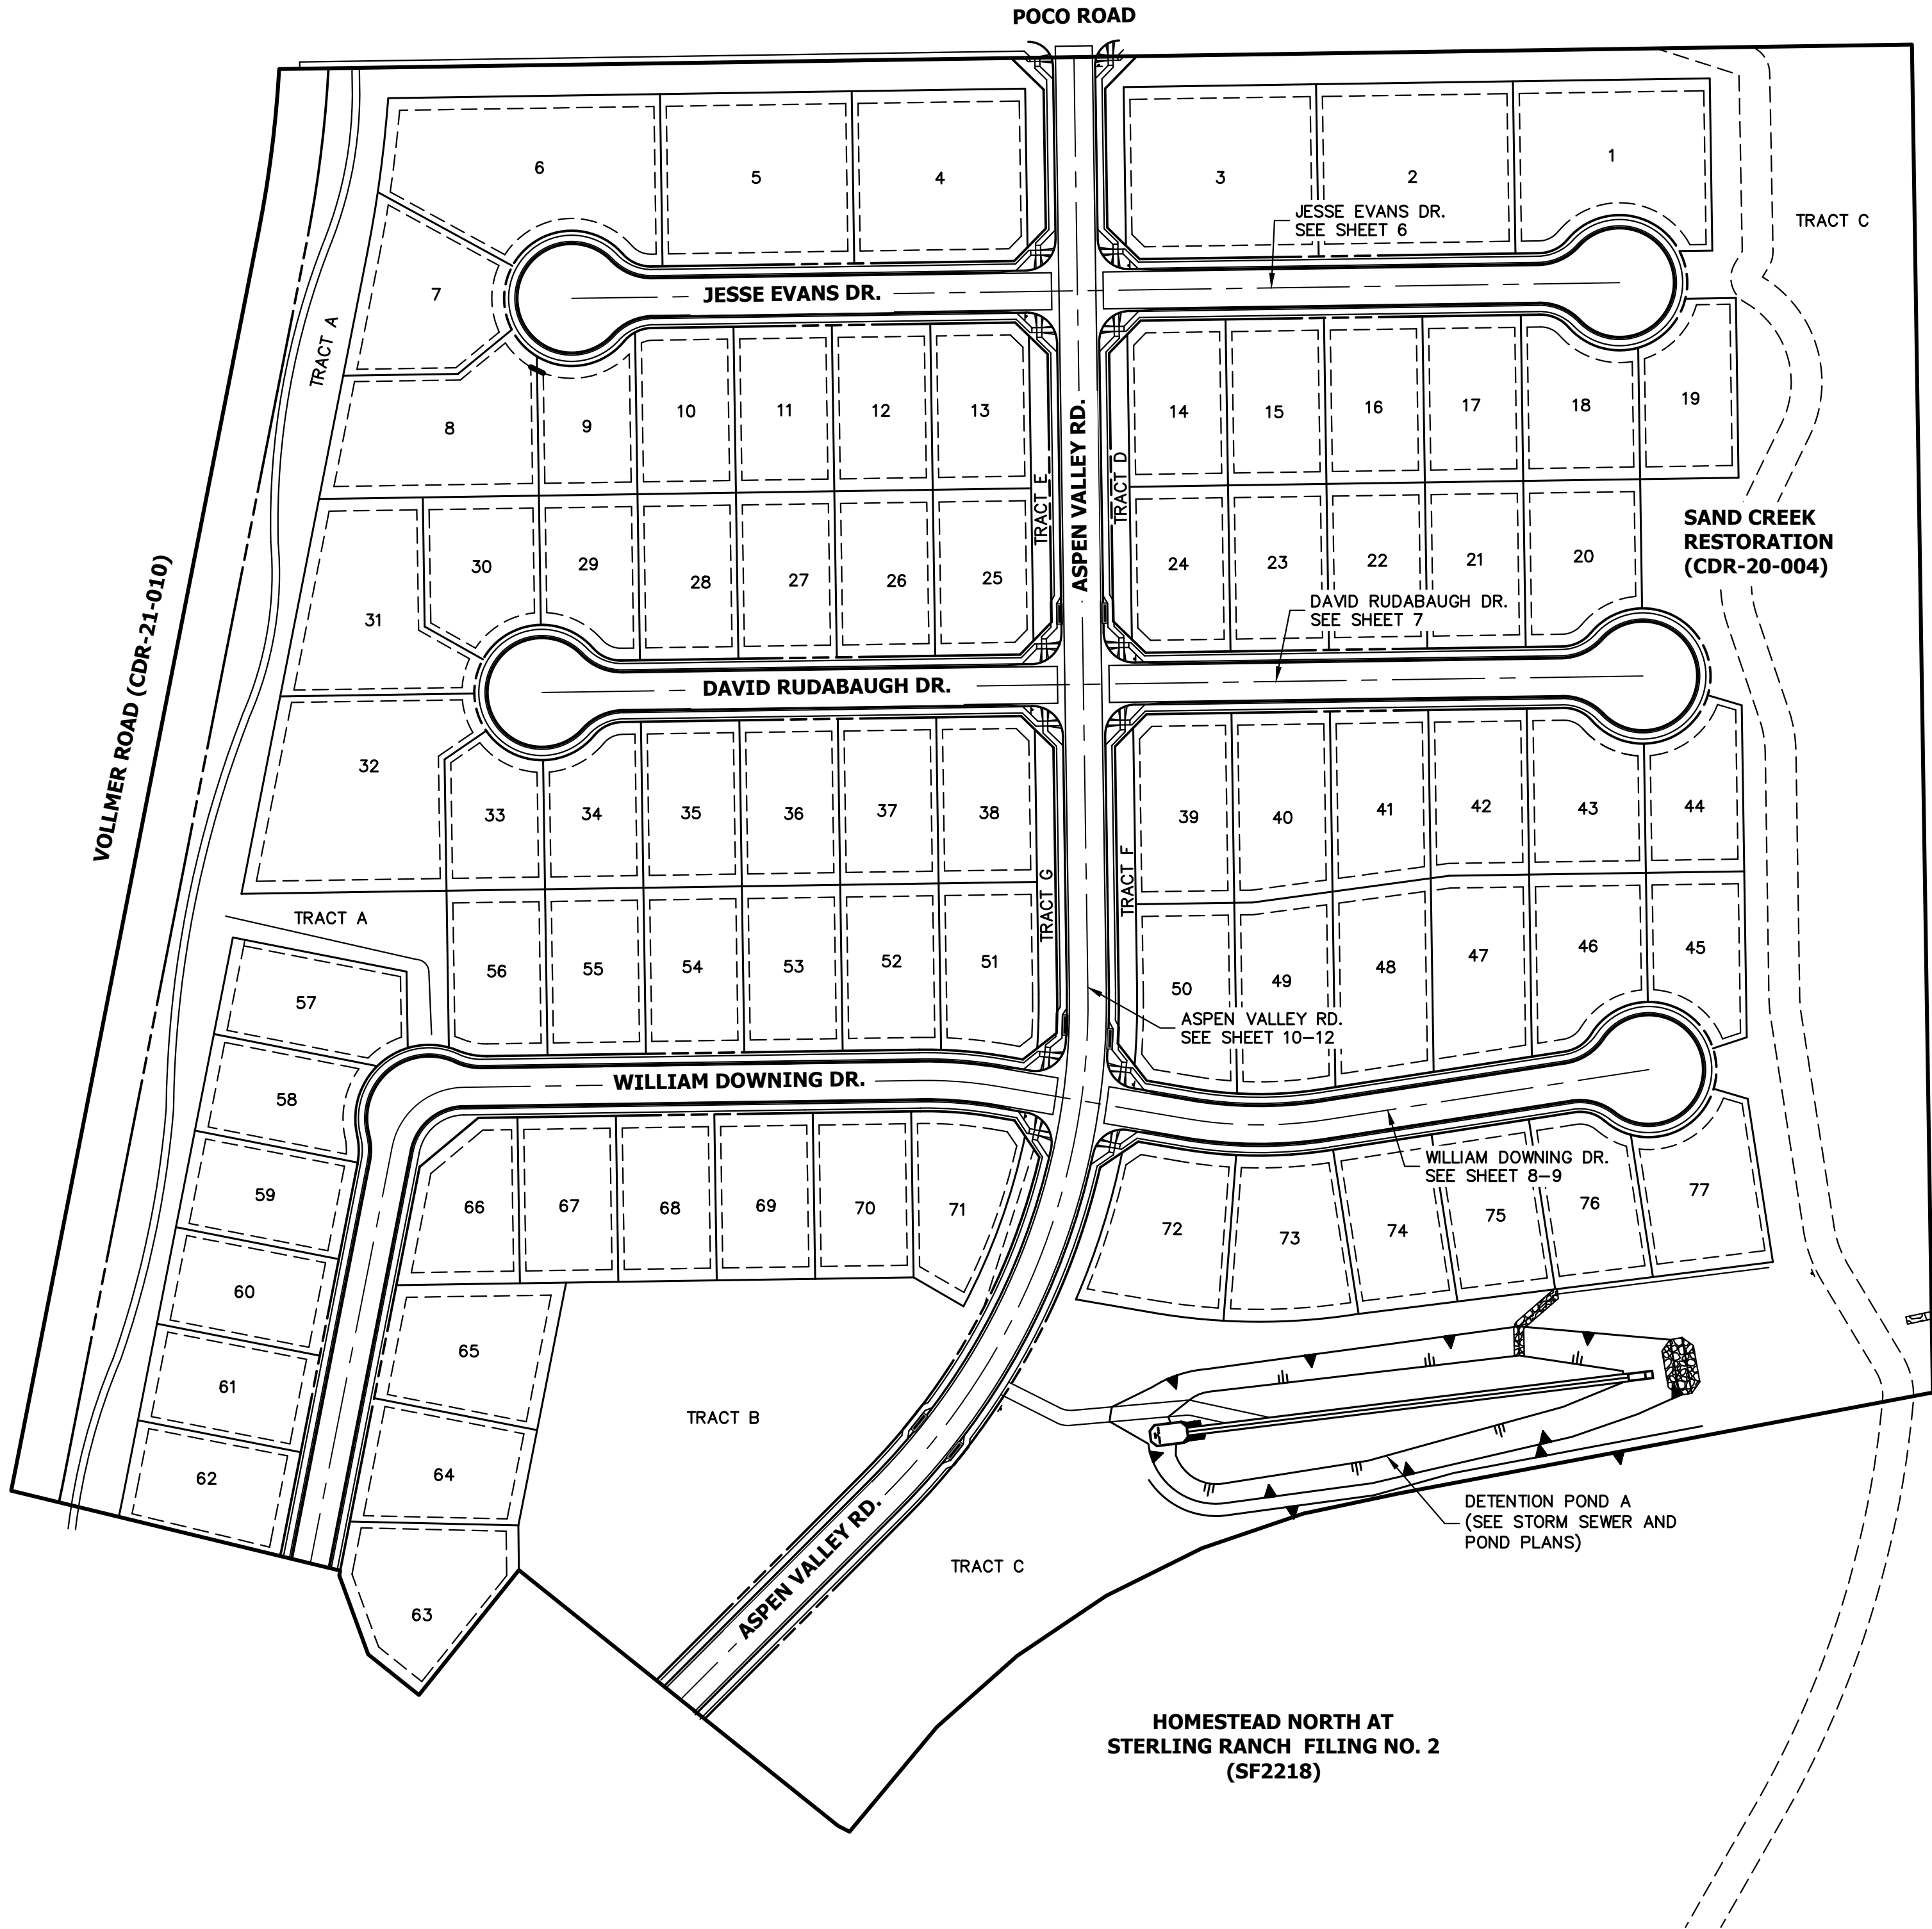 POCO ROAD
6
5
4
3
2
1
TRACT C
JESSE EVANS DR.
SEE SHEET 6
7
JESSE EVANS DR.
TRACT A
8
9
10
11
12
13
14
15
16
17
18
19
TRACT E
ASPEN VALLEY RD.
TRACT D
SAND CREEK
RESTORATION
(CDR-20-004)
VOLLMER ROAD (CDR-21-010)
31
30
29
28
27
26
25
24
23
22
21
20
DAVID RUDABAUGH DR.
SEE SHEET 7
DAVID RUDABAUGH DR.
32
33
34
35
36
37
38
39
40
41
42
43
44
TRACT G
TRACT F
TRACT A
57
56
55
54
53
52
51
50
49
48
47
46
45
ASPEN VALLEY RD.
SEE SHEET 10-12
58
WILLIAM DOWNING DR.
WILLIAM DOWNING DR.
SEE SHEET 8-9
59
66
67
68
69
70
71
72
73
74
75
76
77
60
65
61
TRACT B
62
64
DETENTION POND A
(SEE STORM SEWER AND
POND PLANS)
63
ASPEN VALLEY RD.
TRACT C
HOMESTEAD NORTH AT
STERLING RANCH FILING NO. 2
(SF2218)